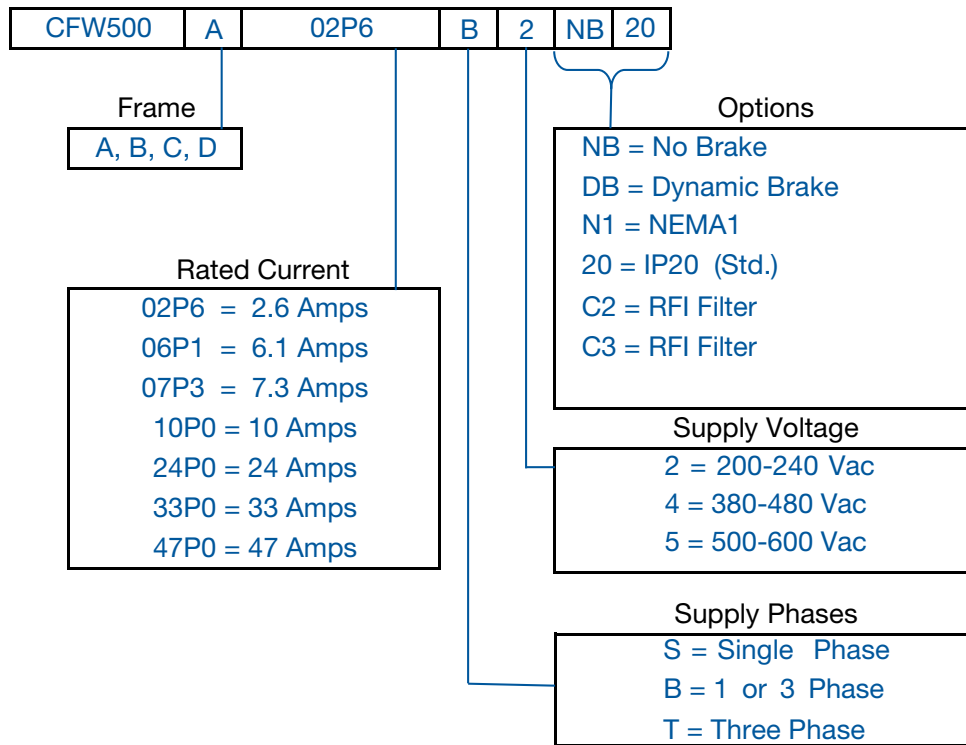 CFW500 A 02P6 B 2 NB 20
Frame
A, B, C, D
Rated Current
02P6 = 2.6 Amps
06P1 = 6.1 Amps
07P3 = 7.3 Amps
10P0 = 10 Amps
24P0 = 24 Amps
33P0 = 33 Amps
47P0 = 47 Amps
Options
NB = No Brake
DB = Dynamic Brake
N1 = NEMA1
20 = IP20 (Std.)
C2 = RFI Filter
C3 = RFI Filter
Supply Voltage
2 = 200-240 Vac
4 = 380-480 Vac
5 = 500-600 Vac
Supply Phases
S = Single Phase
B = 1 or 3 Phase
T = Three Phase